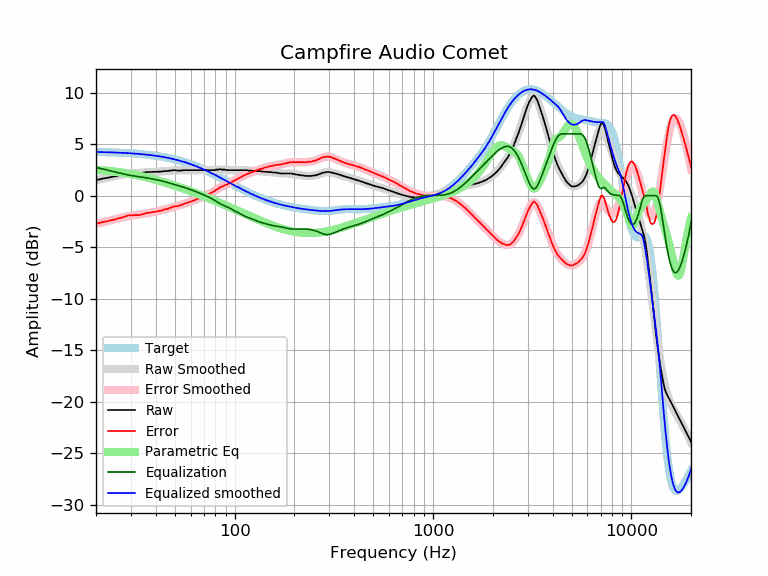 Campfire Audio Comet
Amplitude (dBr)
10
5
0
−5
−10
−15
−20
−25
−30
Target
Raw Smoothed
Error Smoothed
Raw
Error
Parametric Eq
Equalization
Equalized smoothed
100 1000 10000
Frequency (Hz)